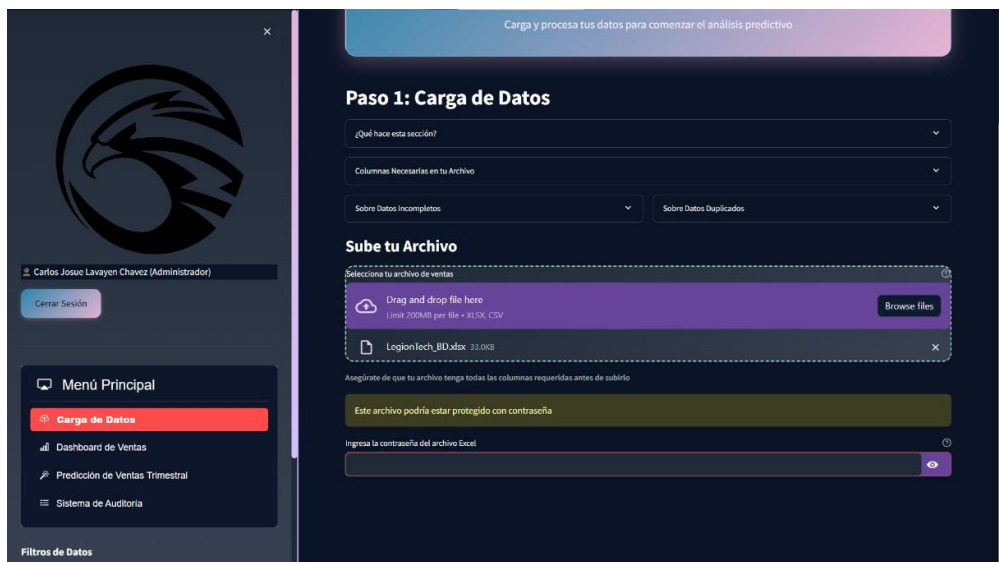 ×
Carlos Josue Lavayen Chavez (Administrador)
Cerrar Sesión
Menú Principal
Carga de Datos
Dashboard de Ventas
Predicción de Ventas Trimestral
Sistema de Auditoría
Filtros de Datos
Carga y procesa tus datos para comenzar el análisis predictivo
Paso 1: Carga de Datos
¿Qué hace esta sección?
Columnas Necesarias en tu Archivo
Sobre Datos Incompletos
Sobre Datos Duplicados
Sube tu Archivo
Selecciona tu archivo de ventas
Drag and drop file here
Limit 200MB per file • XLSX, CSV
Browse files
LegionTech_BD.xlsx 33.0KB ×
Asegúrate de que tu archivo tenga todas las columnas requeridas antes de subirlo
Este archivo podría estar protegido con contraseña
Ingresa la contraseña del archivo Excel